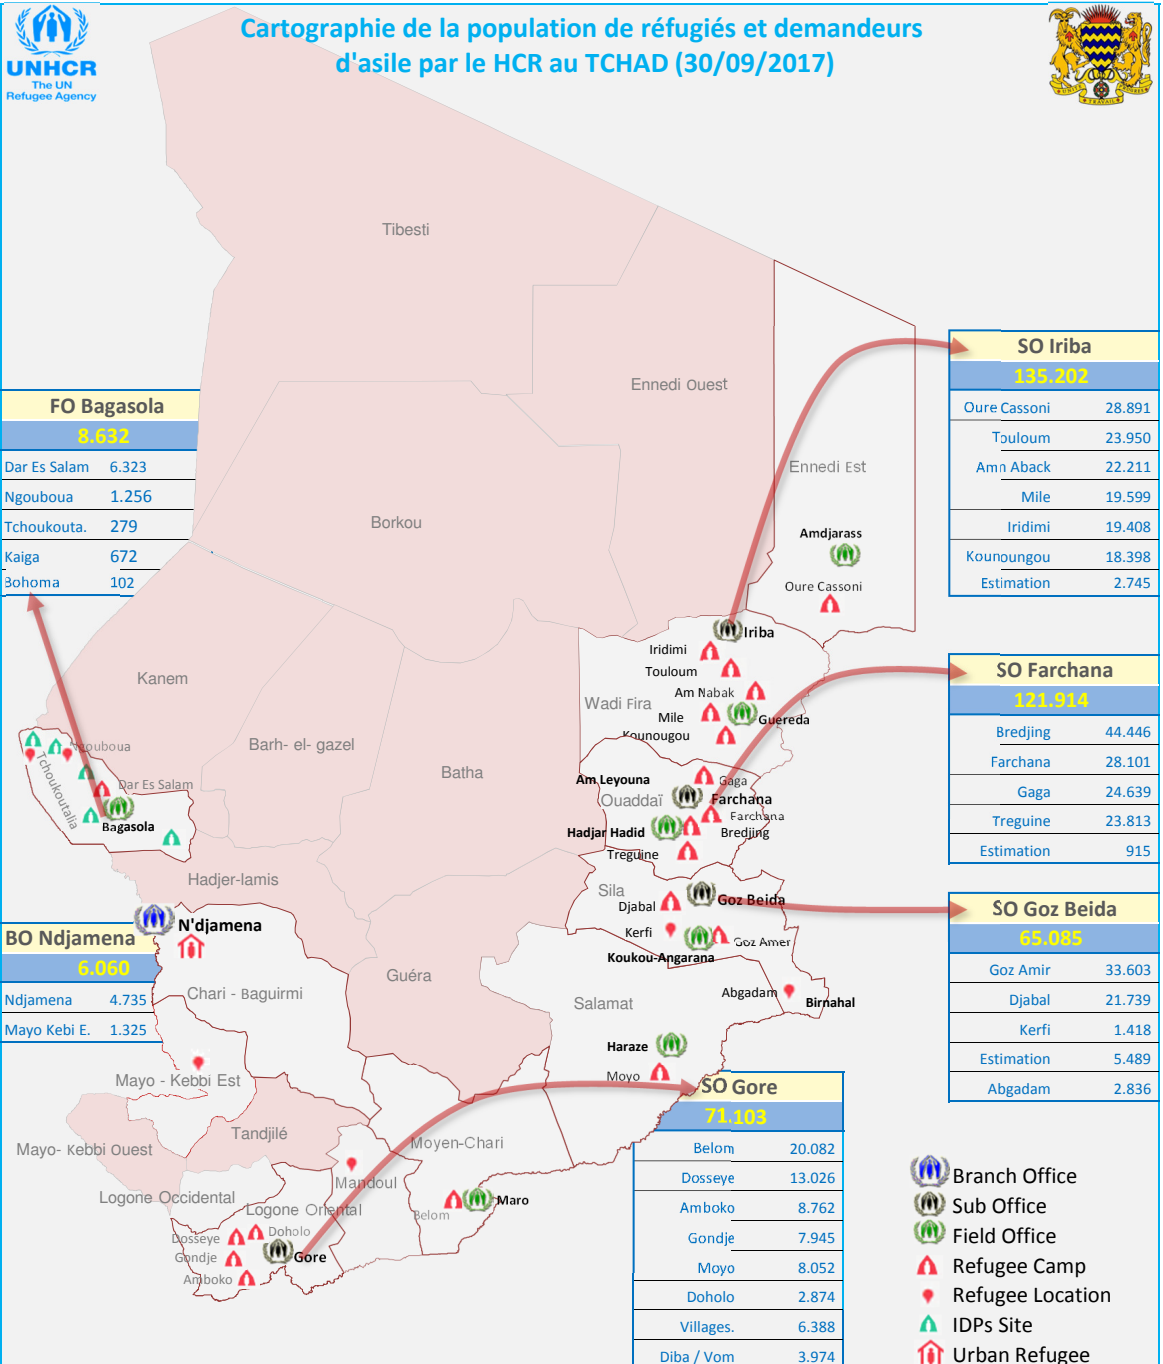 UNHCR
The UN
Refugee Agency
Cartographie de la population de réfugiés et demandeurs
d'asile par le HCR au TCHAD (30/09/2017)
UNITE
TRAVAIL
PROGRES
Tibesti
Ennedi Ouest
Ennedi Est
Borkou
Amdjarass
Oure Cassoni
Iriba
Iridimi
Touloum
Am Nabak
Wadi Fira
Mile
Guereda
Kounougou
Kanem
Barh- el- gazel
Batha
Ngouboua
Tchoukoutalia
Dar Es Salam
Bagasola
Am Leyouna
Gaga
Ouaddaï
Farchana
Farchana
Hadjar Hadid
Bredjing
Treguine
Hadjer-lamis
Sila
Goz Beida
Djabal
Kerfi
Goz Amer
Koukou-Angarana
N'djamena
Guéra
Chari - Baguirmi
Salamat
Abgadam
Birnahal
Haraze
Moyo
Mayo - Kebbi Est
Tandjilé
Mayo- Kebbi Ouest
Moyen-Chari
Mandoul
Logone Occidental
Logone Oriental
Belom
Maro
Dosseye
Doholo
Gondje
Gore
Amboko
FO Bagasola
8.632
Dar Es Salam 6.323
Ngouboua 1.256
Tchoukouta. 279
Kaiga 672
Bohoma 102
BO Ndjamena
6.060
Ndjamena 4.735
Mayo Kebi E. 1.325
SO Iriba
135.202
Oure Cassoni 28.891
Touloum 23.950
Amn Aback 22.211
Mile 19.599
Iridimi 19.408
Kounoungou 18.398
Estimation 2.745
SO Farchana
121.914
Bredjing 44.446
Farchana 28.101
Gaga 24.639
Treguine 23.813
Estimation 915
SO Goz Beida
65.085
Goz Amir 33.603
Djabal 21.739
Kerfi 1.418
Estimation 5.489
Abgadam 2.836
SO Gore
71.103
Belom 20.082
Dosseye 13.026
Amboko 8.762
Gondje 7.945
Moyo 8.052
Doholo 2.874
Villages. 6.388
Diba / Vom 3.974
Branch Office
Sub Office
Field Office
Refugee Camp
Refugee Location
IDPs Site
Urban Refugee